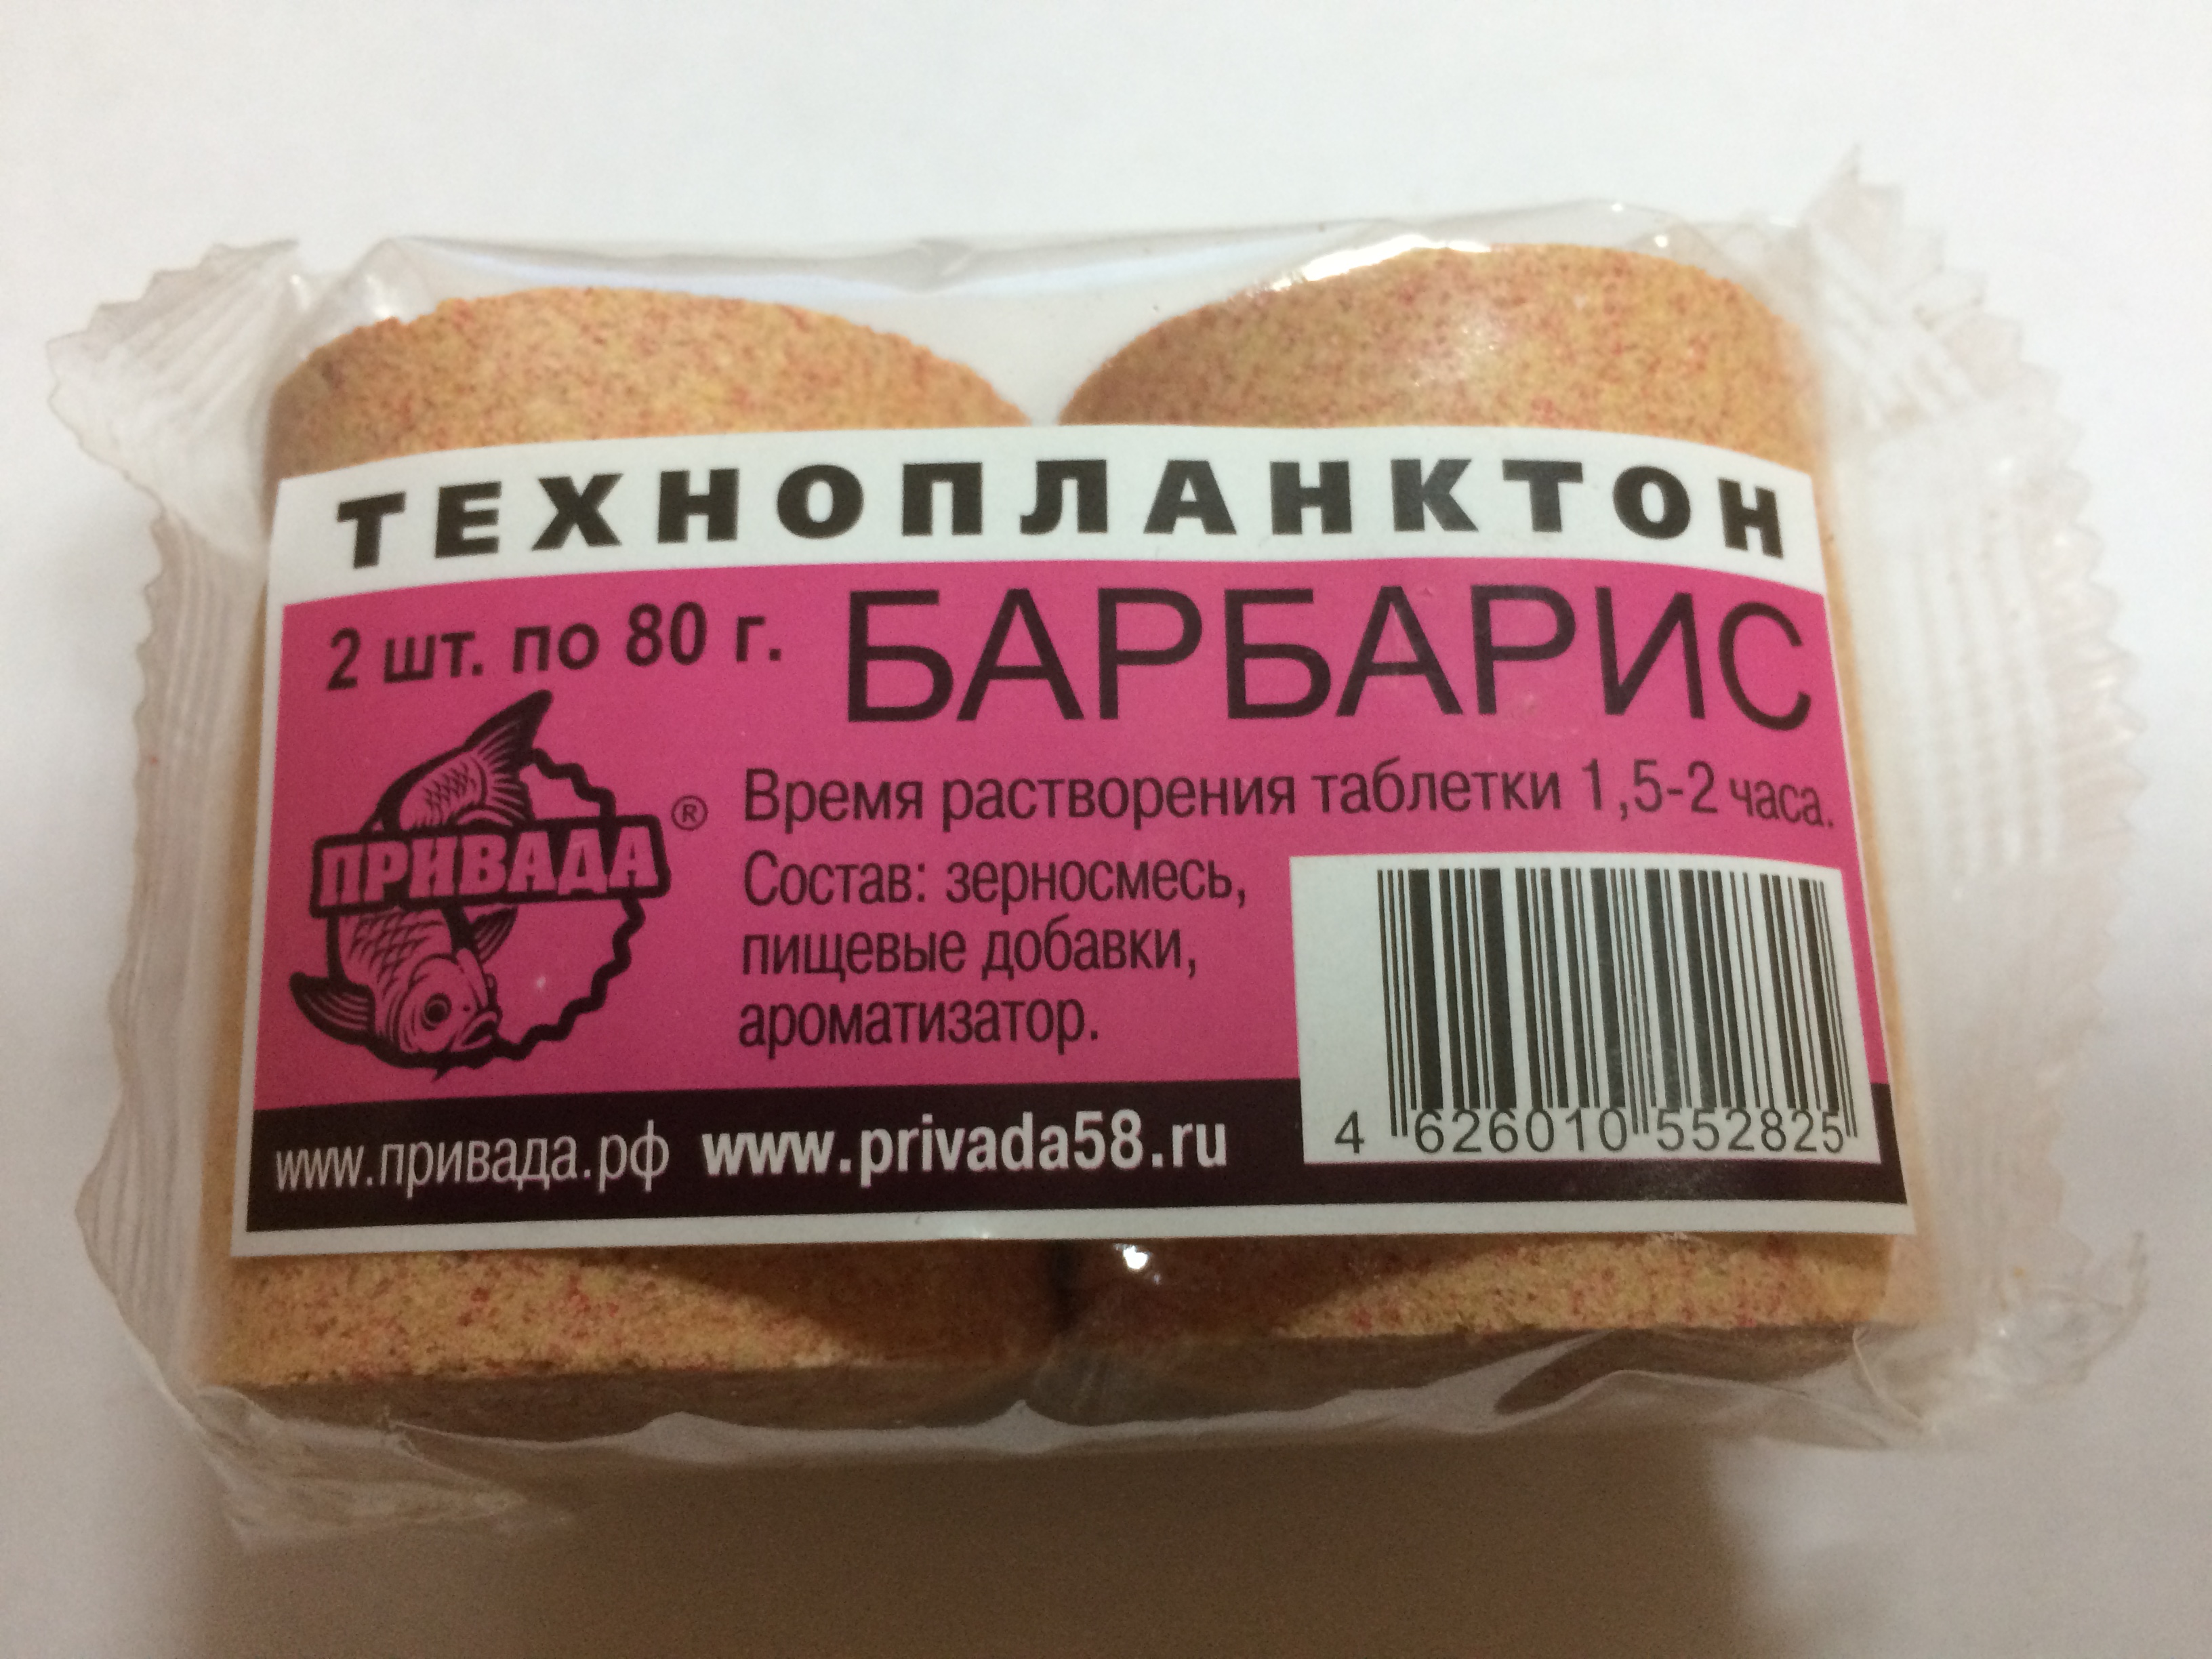 ТЕХНОПЛАНКТОН
2 шт. по 80 г.
БАРБАРИС
ПРИВАДА ®
Время растворения таблетки 1,5-2 часа.
Состав: зерносмесь,
пищевые добавки,
ароматизатор.
www.привада.рф www.privada58.ru
4 626010 552825